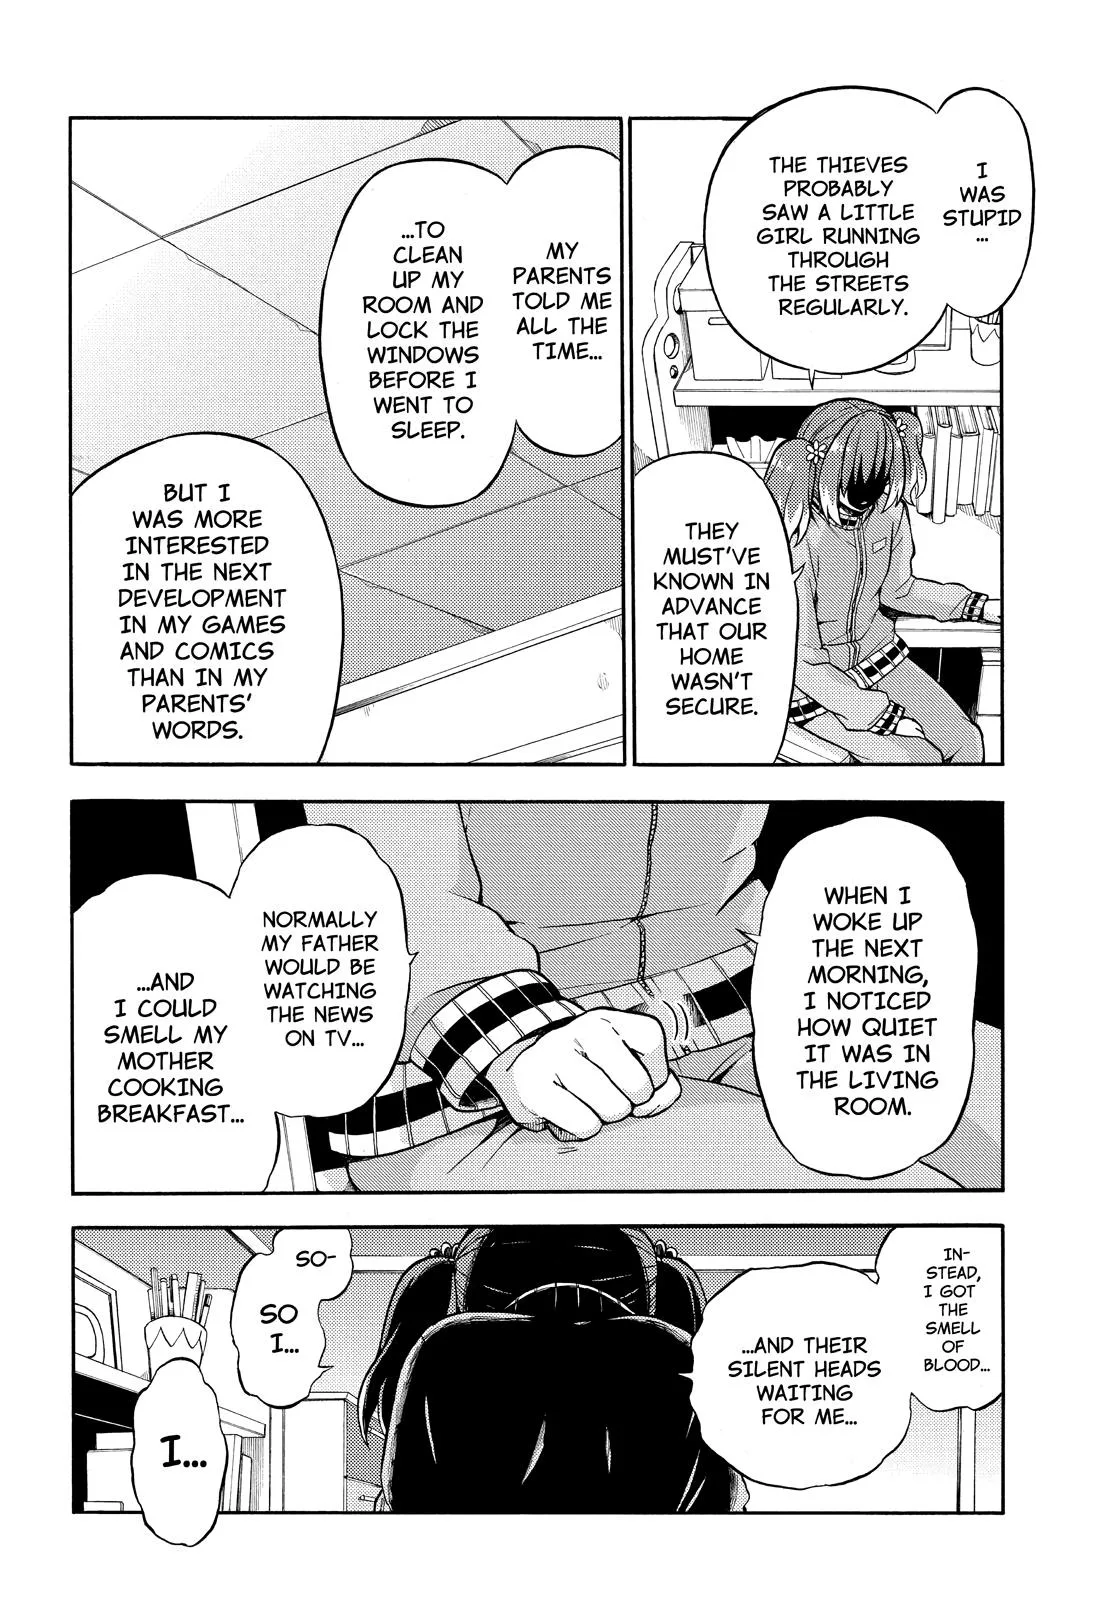 I
WAS
STUPID
...
THE THIEVES
PROBABLY
SAW A LITTLE
GIRL RUNNING
THROUGH
THE STREETS
REGULARLY.
THEY
MUST'VE
KNOWN IN
ADVANCE
THAT OUR
HOME
WASN'T
SECURE.
MY
PARENTS
TOLD ME
ALL THE
TIME...
...TO
CLEAN
UP MY
ROOM AND
LOCK THE
WINDOWS
BEFORE I
WENT TO
SLEEP.
BUT I
WAS MORE
INTERESTED
IN THE NEXT
DEVELOPMENT
IN MY GAMES
AND COMICS
THAN IN MY
PARENTS'
WORDS.
WHEN I
WOKE UP
THE NEXT
MORNING,
I NOTICED
HOW QUIET
IT WAS IN
THE LIVING
ROOM.
NORMALLY
MY FATHER
WOULD BE
WATCHING
THE NEWS
ON TV...
...AND
I COULD
SMELL MY
MOTHER
COOKING
BREAKFAST...
IN-
STEAD,
I GOT
THE
SMELL
OF
BLOOD...
...AND THEIR
SILENT HEADS
WAITING
FOR ME...
SO-
SO
I...
I...